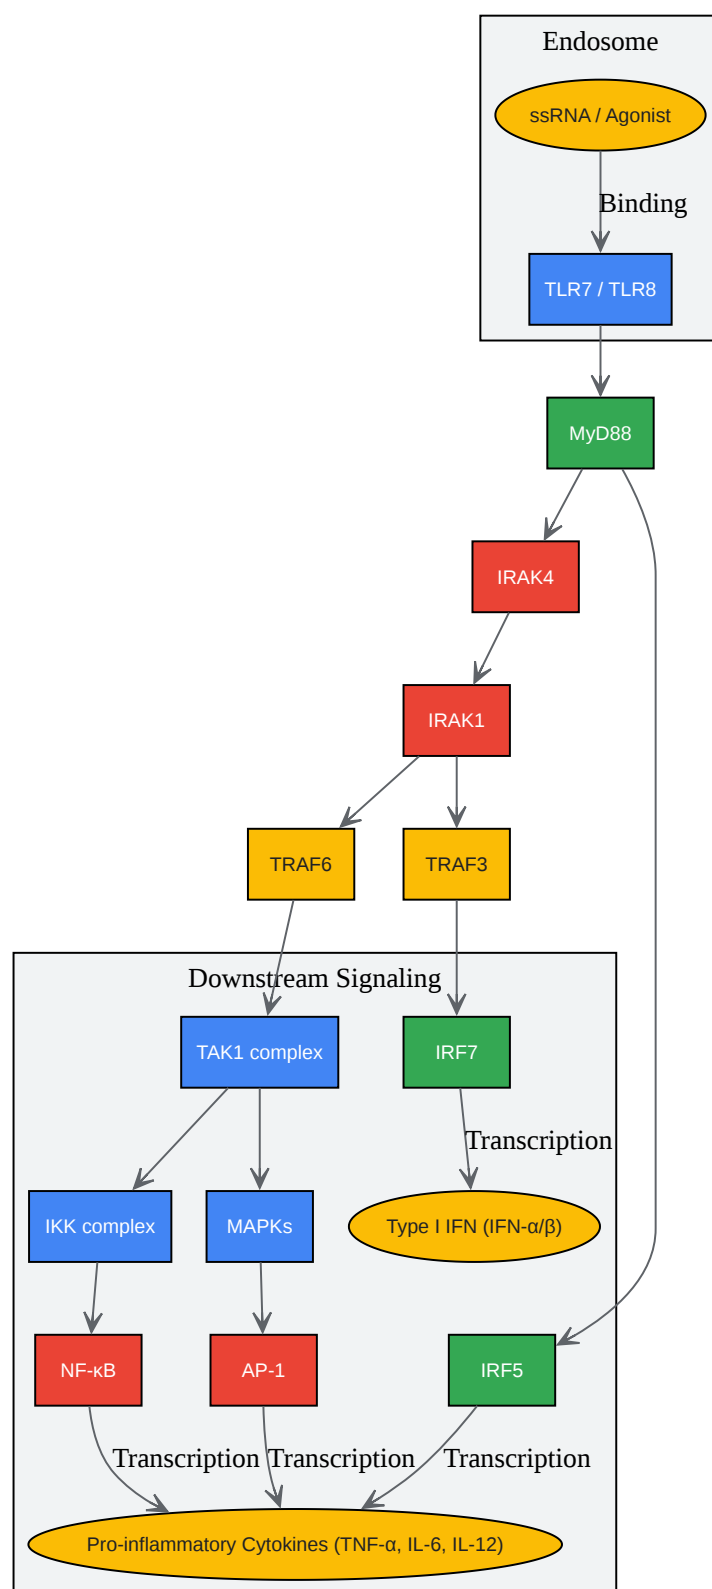 Endosome
ssRNA / Agonist
Binding
TLR7 / TLR8
MyD88
IRAK4
IRAK1
TRAF6
TRAF3
Downstream Signaling
TAK1 complex
IRF7
Transcription
IKK complex
MAPKs
Type I IFN (IFN-α/β)
NF-κB
AP-1
IRF5
Transcription
Transcription
Transcription
Pro-inflammatory Cytokines (TNF-α, IL-6, IL-12)